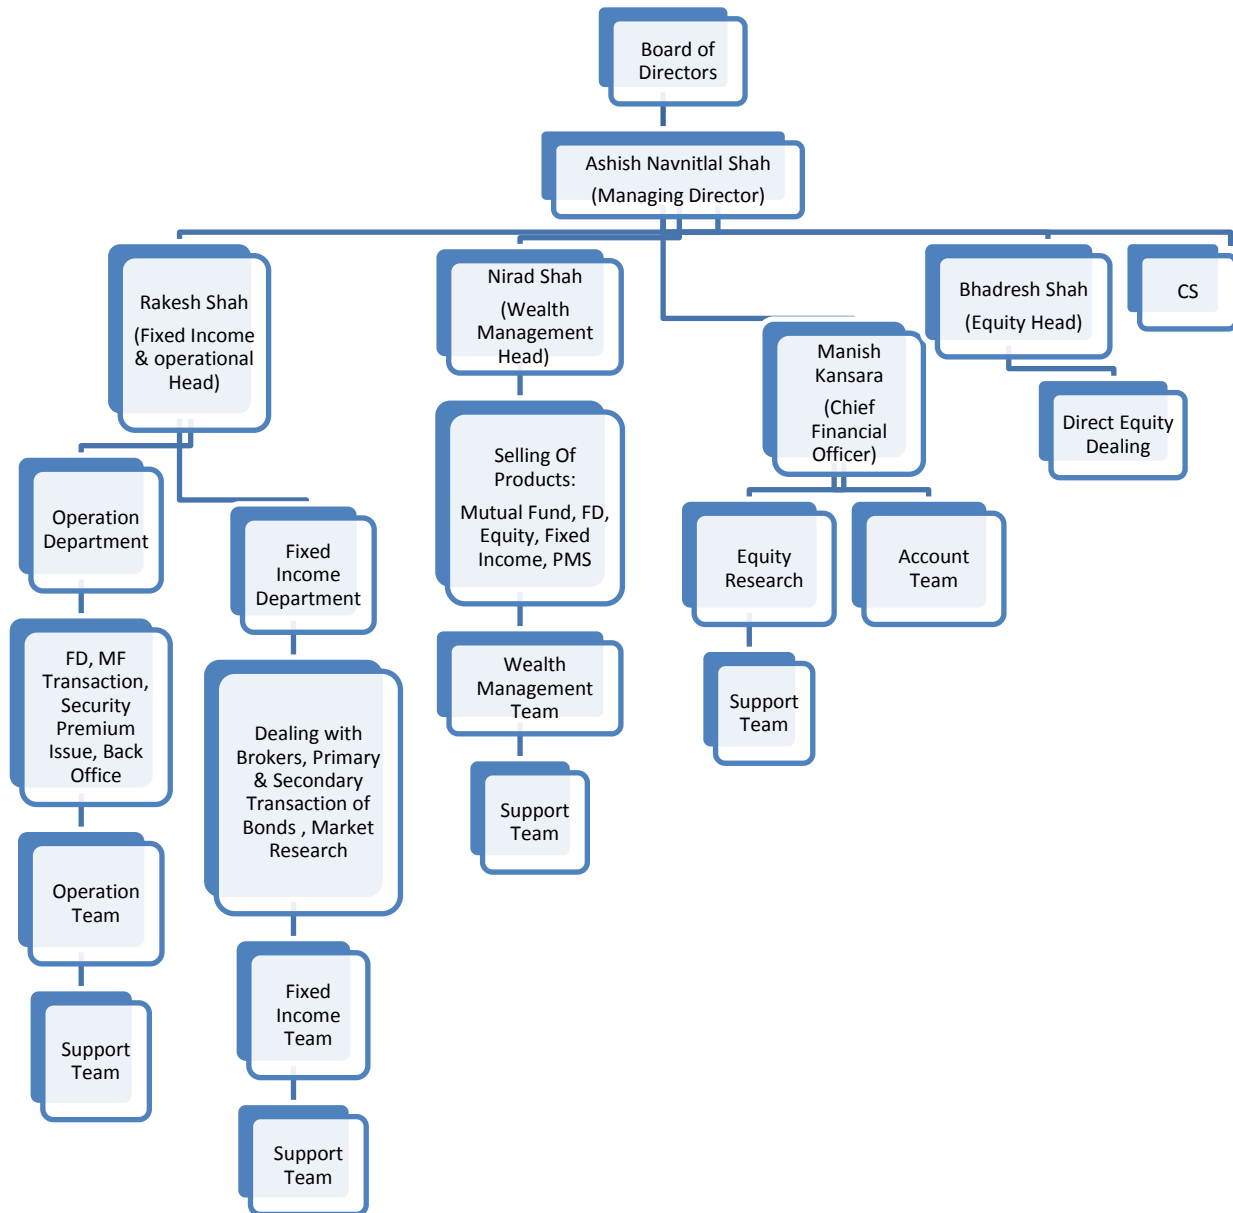 Board of
Directors
Ashish Navnitlal Shah
(Managing Director)
Rakesh Shah
(Fixed Income
& operational
Head)
Nirad Shah
(Wealth
Management
Head)
Manish
Kansara
(Chief
Financial
Officer)
Bhadresh Shah
(Equity Head)
CS
Direct Equity
Dealing
Operation
Department
Fixed
Income
Department
Selling Of
Products:
Mutual Fund, FD,
Equity, Fixed
Income, PMS
Equity
Research
Account
Team
FD, MF
Transaction,
Security
Premium
Issue, Back
Office
Dealing with
Brokers, Primary
& Secondary
Transaction of
Bonds , Market
Research
Wealth
Management
Team
Support
Team
Support
Team
Operation
Team
Fixed
Income
Team
Support
Team
Support
Team